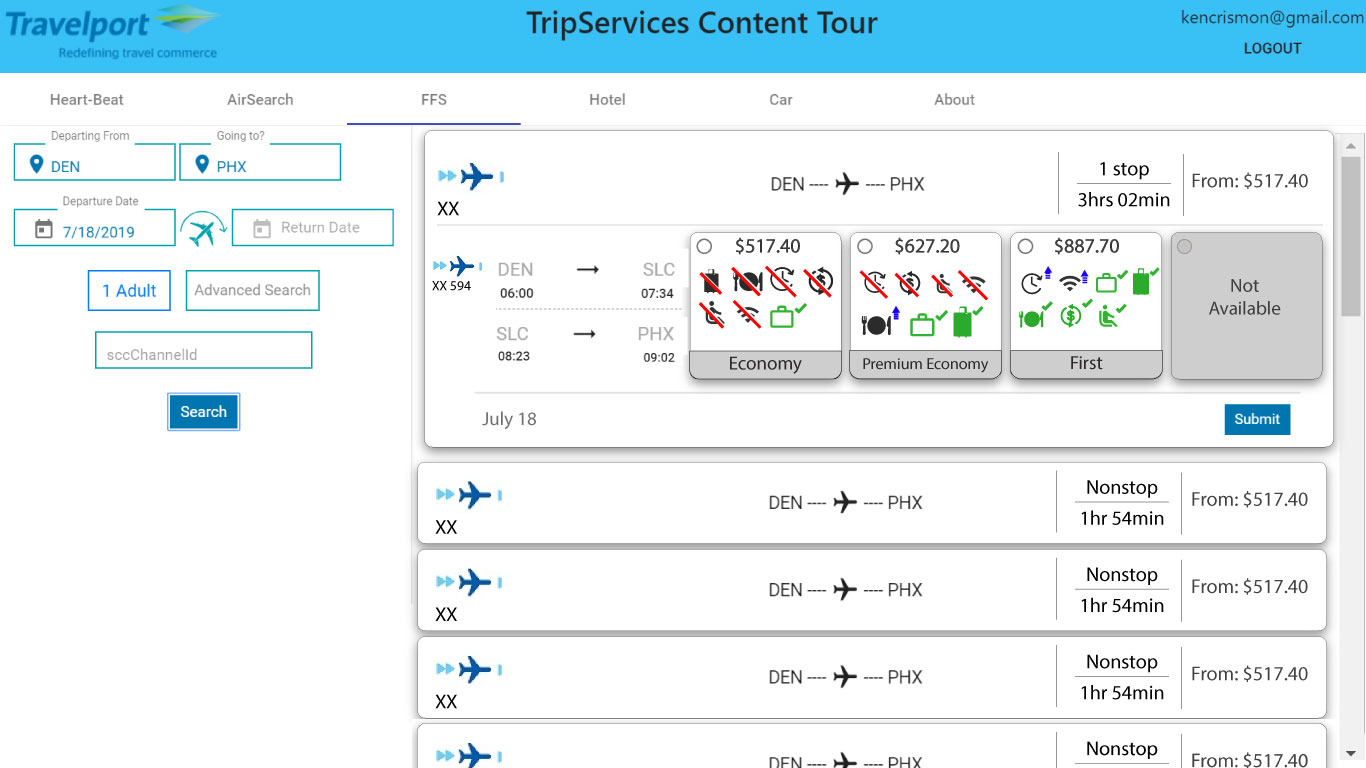 Travelport
Redefining travel commerce
TripServices Content Tour
kencrismon@gmail.com
LOGOUT
Heart-Beat
AirSearch
FFS
Hotel
Car
About
Departing From
DEN
Going to?
PHX
Departure Date
7/18/2019
Return Date
1 Adult
Advanced Search
sccChannelId
Search
XX
DEN ---- ---- PHX
1 stop
3hrs 02min
From: $517.40
XX 594
DEN → SLC
06:00 07:34
SLC → PHX
08:23 09:02
$517.40
Economy
$627.20
Premium Economy
$887.70
First
Not
Available
July 18
Submit
XX
DEN ---- ---- PHX
Nonstop
1hr 54min
From: $517.40
XX
DEN ---- ---- PHX
Nonstop
1hr 54min
From: $517.40
XX
DEN ---- ---- PHX
Nonstop
1hr 54min
From: $517.40
DEN ---- ---- PHX
Nonstop
From: $517.40